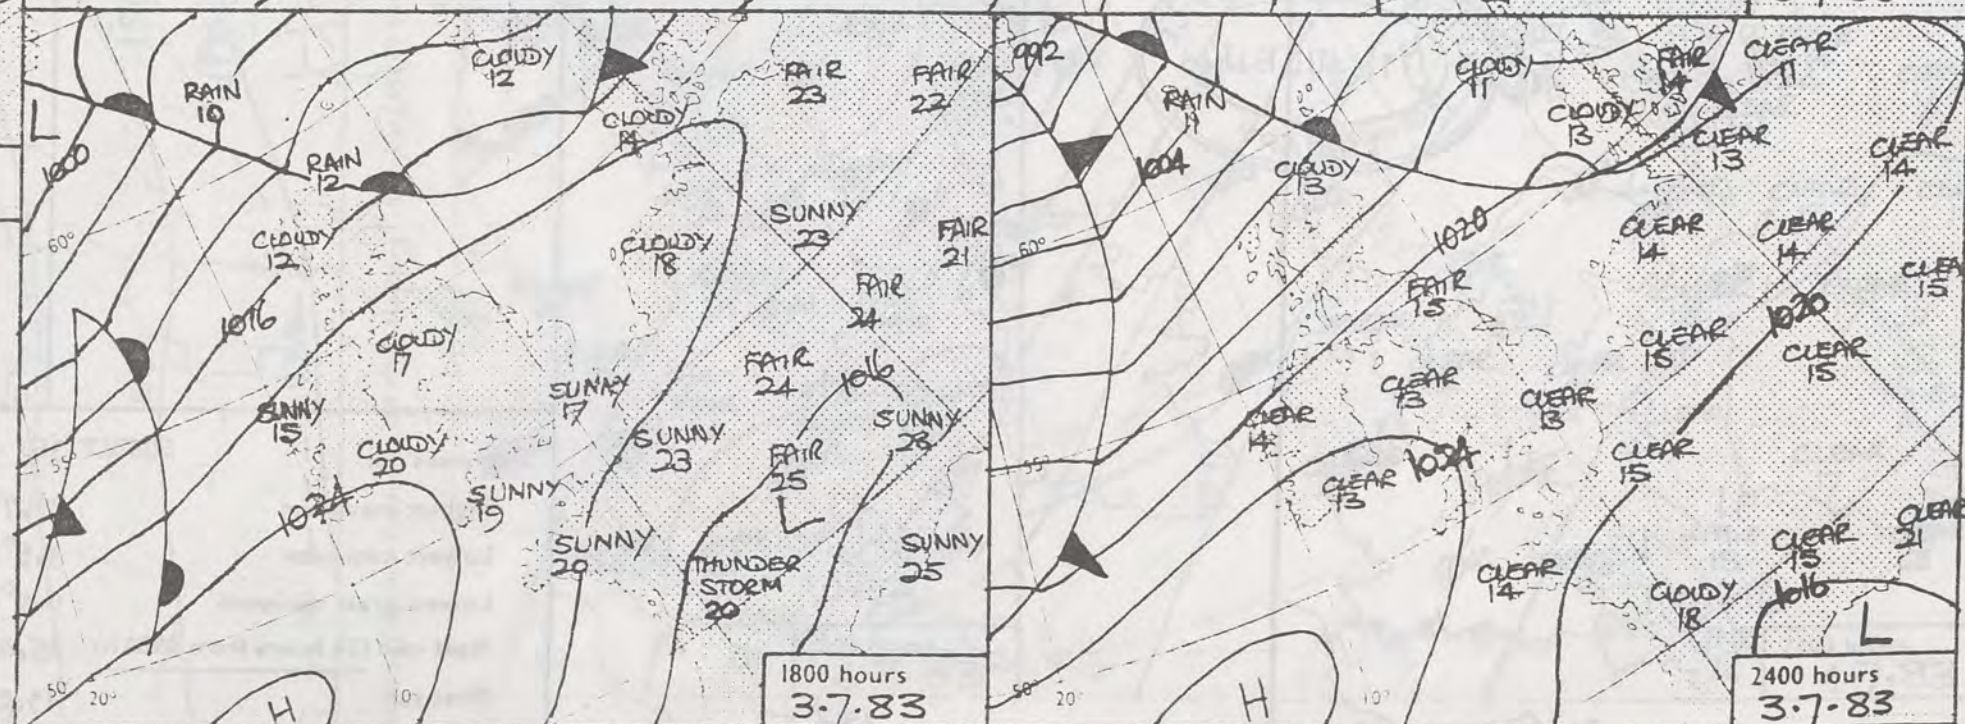 CLOUDY
12
RAIN
10
FAIR
23
FAIR
22
L
CLOUDY
14
1000
RAIN
12
SUNNY
23
60°
CLOUDY
12
CLOUDY
18
FAIR
21
FAIR
24
1016
CLOUDY
17
FAIR
24
1016
SUNNY
15
SUNNY
17
SUNNY
23
SUNNY
23
CLOUDY
20
FAIR
25
55°
1024
SUNNY
19
L
SUNNY
20
THUNDER
STORM
20
SUNNY
25
50
20°
10°
H
1800 hours
3.7.83
992
CLOUDY
11
FAIR
14
CLEAR
11
RAIN
11
CLOUDY
13
CLEAR
13
1004
CLOUDY
13
CLEAR
14
60°
1020
CLEAR
14
CLEAR
14
FAIR
15
CLEA
15
1020
CLEAR
15
CLEAR
15
CLEAR
14
CLEAR
13
CLEAR
13
55°
CLEAR
13
1024
CLEAR
15
CLEAR
14
CLEAR
15
CLEAR
21
CLOUDY
18
1016
L
50°
20°
10°
H
2400 hours
3.7.83